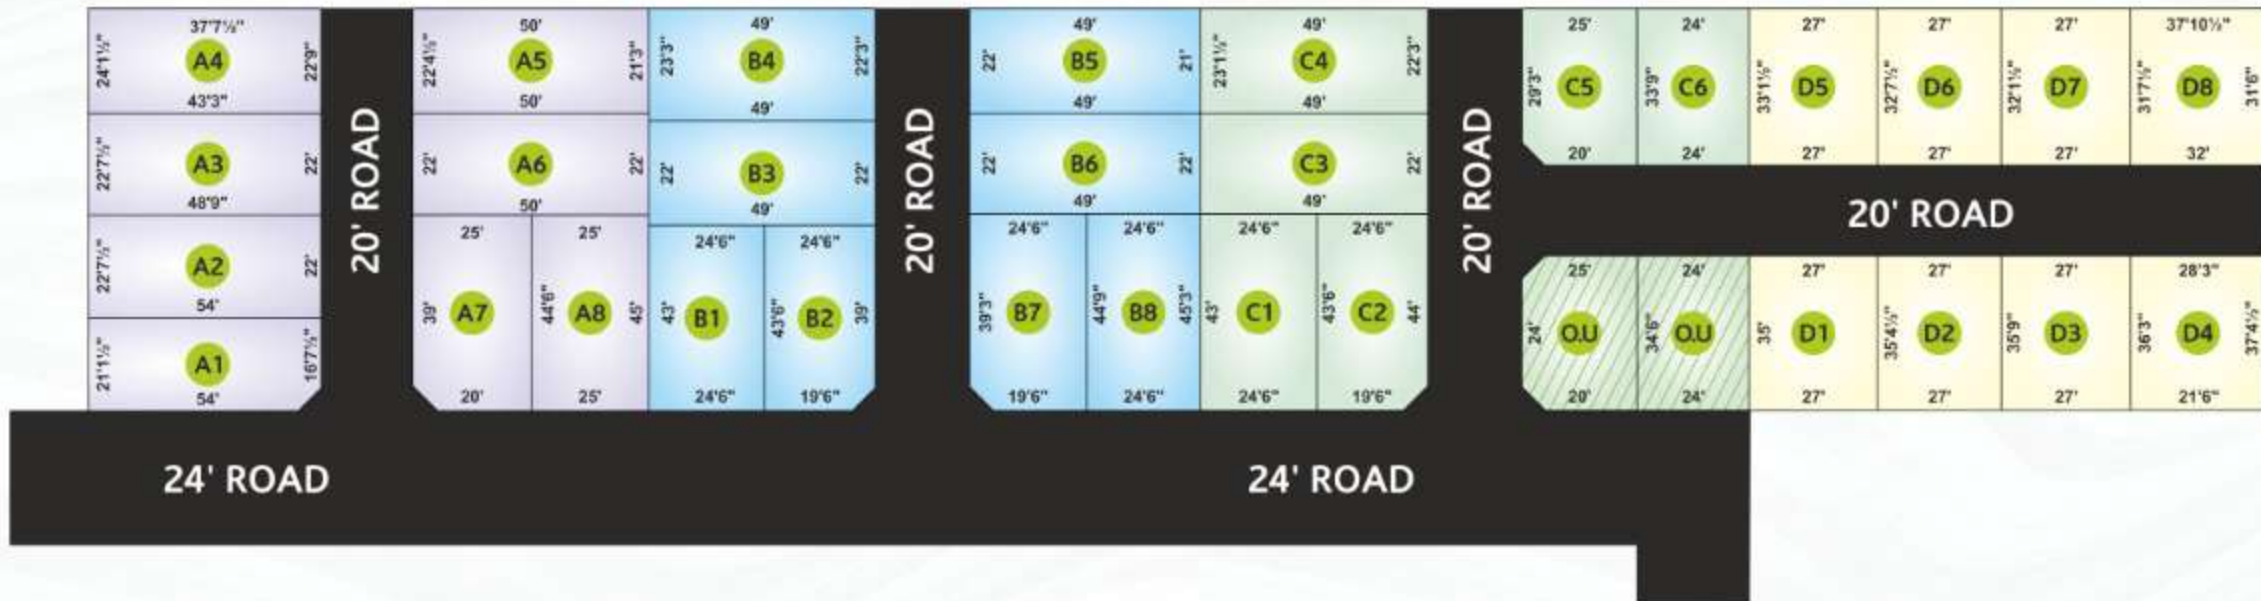 37'7½"
24'1½"
A4
22'9"
43'3"
22'7½"
A3
22'
48'9"
22'7½"
A2
22'
54'
21'1½"
A1
16'7½"
54'
20' ROAD
50'
22'4½"
A5
21'3"
50'
22'
A6
22'
50'
25'
25'
39'
A7
44'6"
A8
45'
20'
25'
49'
23'3"
B4
22'3"
49'
22'
B3
22'
49'
24'6"
24'6"
43'
B1
43'6"
B2
39'
24'6"
19'6"
20' ROAD
49'
22'
B5
21'
49'
22'
B6
22'
49'
24'6"
24'6"
39'3"
B7
44'9"
B8
45'3"
19'6"
24'6"
49'
23'1½"
C4
22'3"
49'
C3
22'
49'
24'6"
24'6"
43'
C1
43'6"
C2
44'
24'6"
19'6"
20' ROAD
25'
24'
27'
27'
27'
37'10½"
29'3"
C5
33'9"
C6
33'1½"
D5
32'7½"
D6
32'1½"
D7
31'7½"
D8
31'6"
20'
24'
27'
27'
27'
32'
20' ROAD
25'
24'
27'
27'
27'
28'3"
24'
O.U
34'6"
O.U
35'
D1
35'4½"
D2
35'9"
D3
36'3"
D4
37'4½"
20'
24'
27'
27'
27'
21'6"
24' ROAD
24' ROAD